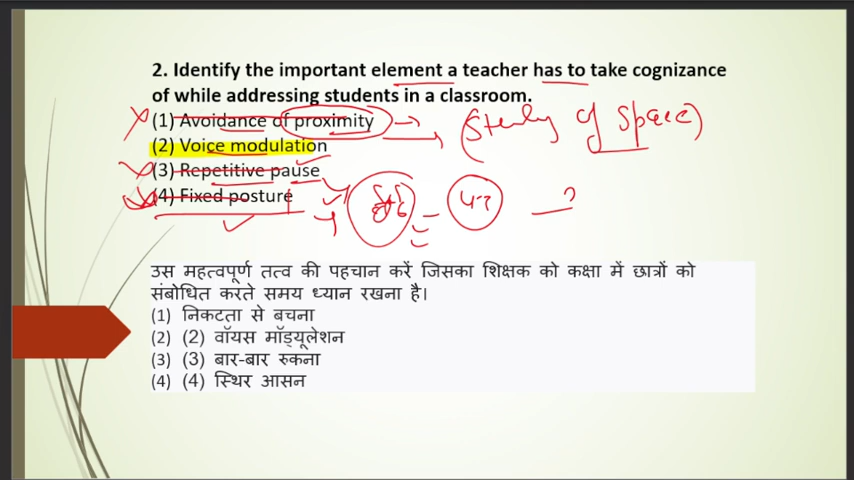 2. Identify the important element a teacher has to take cognizance
of while addressing students in a classroom.
(1) Avoidance of proximity
(Study of Space)
(2) Voice modulation
(3) Repetitive pause
(4) Fixed posture
उस महत्वपूर्ण तत्व की पहचान करें जिसका शिक्षक को कक्षा में छात्रों को
संबोधित करते समय ध्यान रखना है।
(1) निकटता से बचना
(2) (2) वॉयस मॉड्यूलेशन
(3) (3) बार-बार रुकना
(4) (4) स्थिर आसन